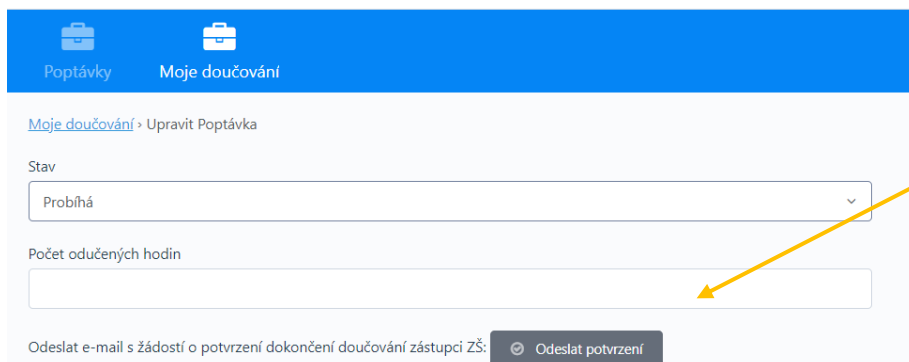 Poptávky Moje doučování
Moje doučování › Upravit Poptávka
Stav
Probíhá
Počet odučených hodin
Odeslat e-mail s žádostí o potvrzení dokončení doučování zástupci ZŠ: Odeslat potvrzení